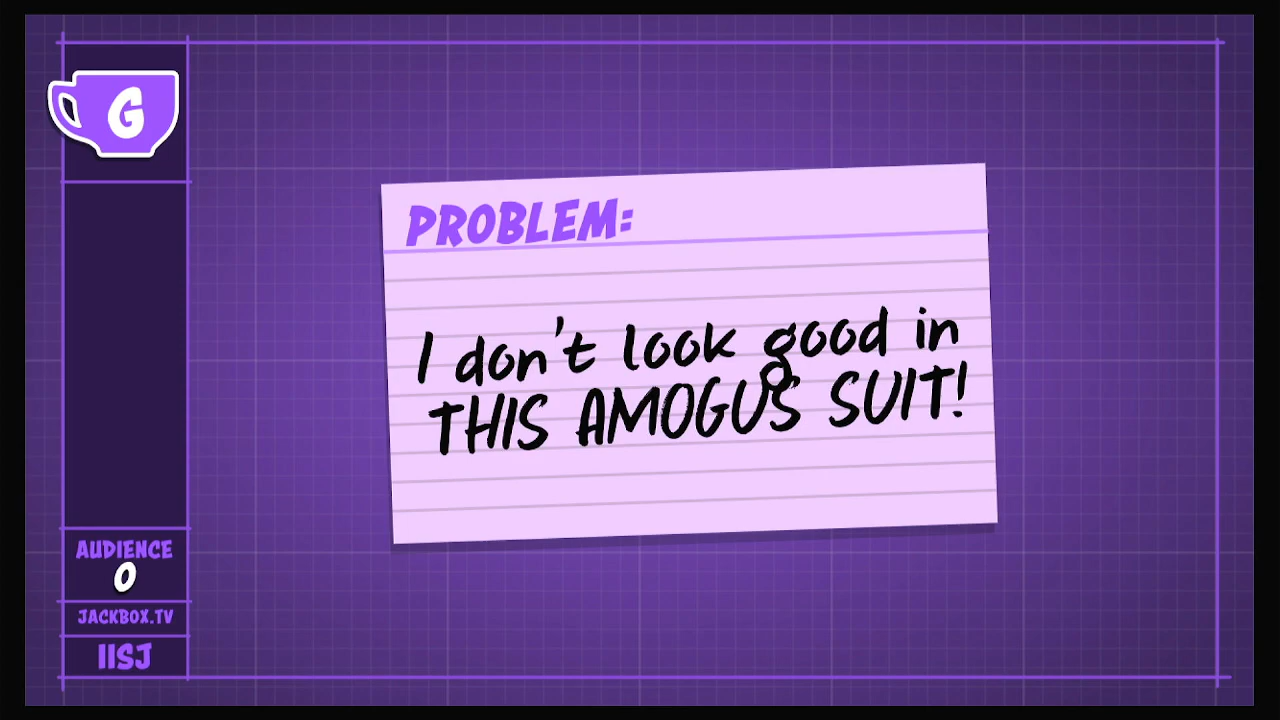 G
PROBLEM:
I don't look good in
THIS AMOGUS SUIT!
AUDIENCE
0
JACKBOX.TV
IISJ